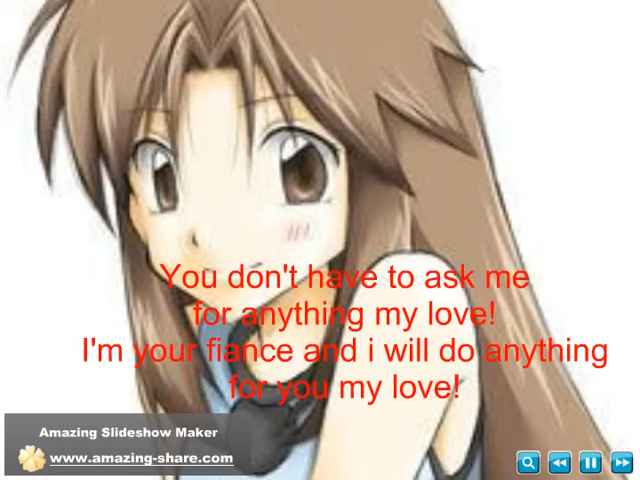 You don't have to ask me
for anything my love!
I'm your fiance and i will do anything
for you my love!
Amazing Slideshow Maker
www.amazing-share.com